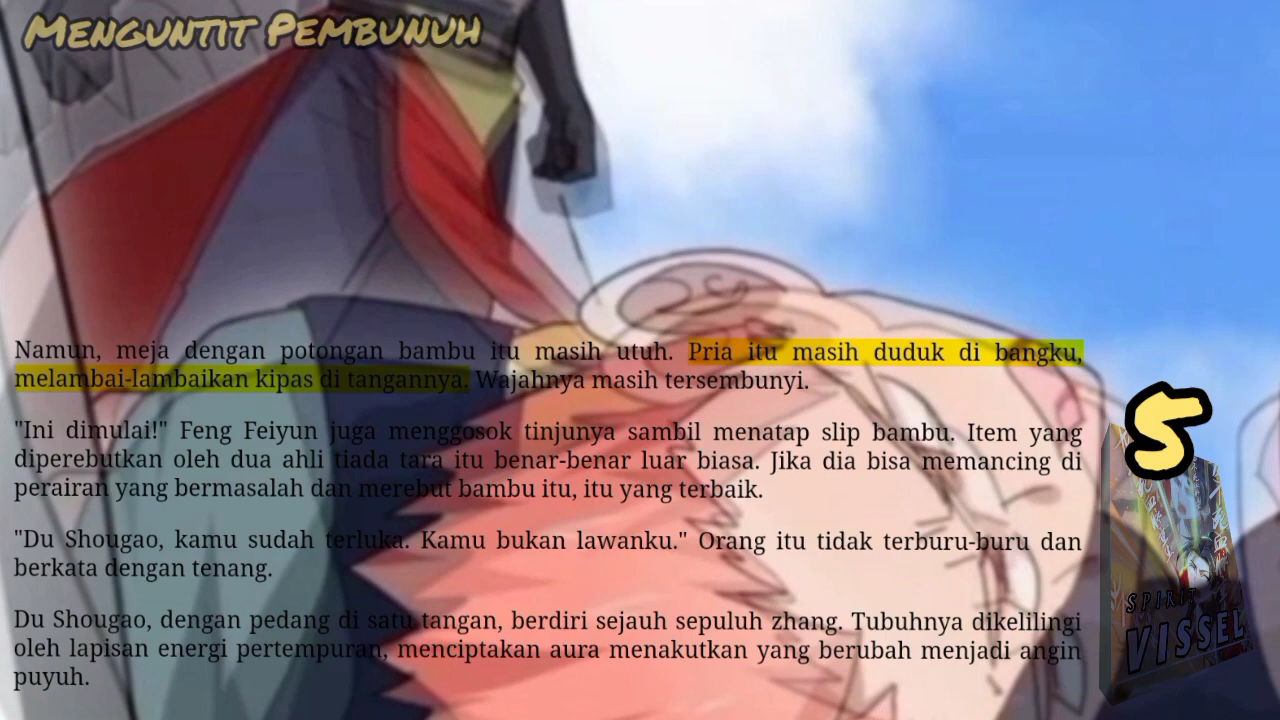 Menguntit Pembunuh
Namun, meja dengan potongan bambu itu masih utuh. Pria itu masih duduk di bangku,
melambai-lambaikan kipas di tangannya. Wajahnya masih tersembunyi.
"Ini dimulai!" Feng Feiyun juga menggosok tinjunya sambil menatap slip bambu. Item yang
diperebutkan oleh dua ahli tiada tara itu benar-benar luar biasa. Jika dia bisa memancing di
perairan yang bermasalah dan merebut bambu itu, itu yang terbaik.
"Du Shougao, kamu sudah terluka. Kamu bukan lawanku." Orang itu tidak terburu-buru dan
berkata dengan tenang.
Du Shougao, dengan pedang di satu tangan, berdiri sejauh sepuluh zhang. Tubuhnya dikelilingi
oleh lapisan energi pertempuran, menciptakan aura menakutkan yang berubah menjadi angin
puyuh.
5
SPIRIT
VISSEL